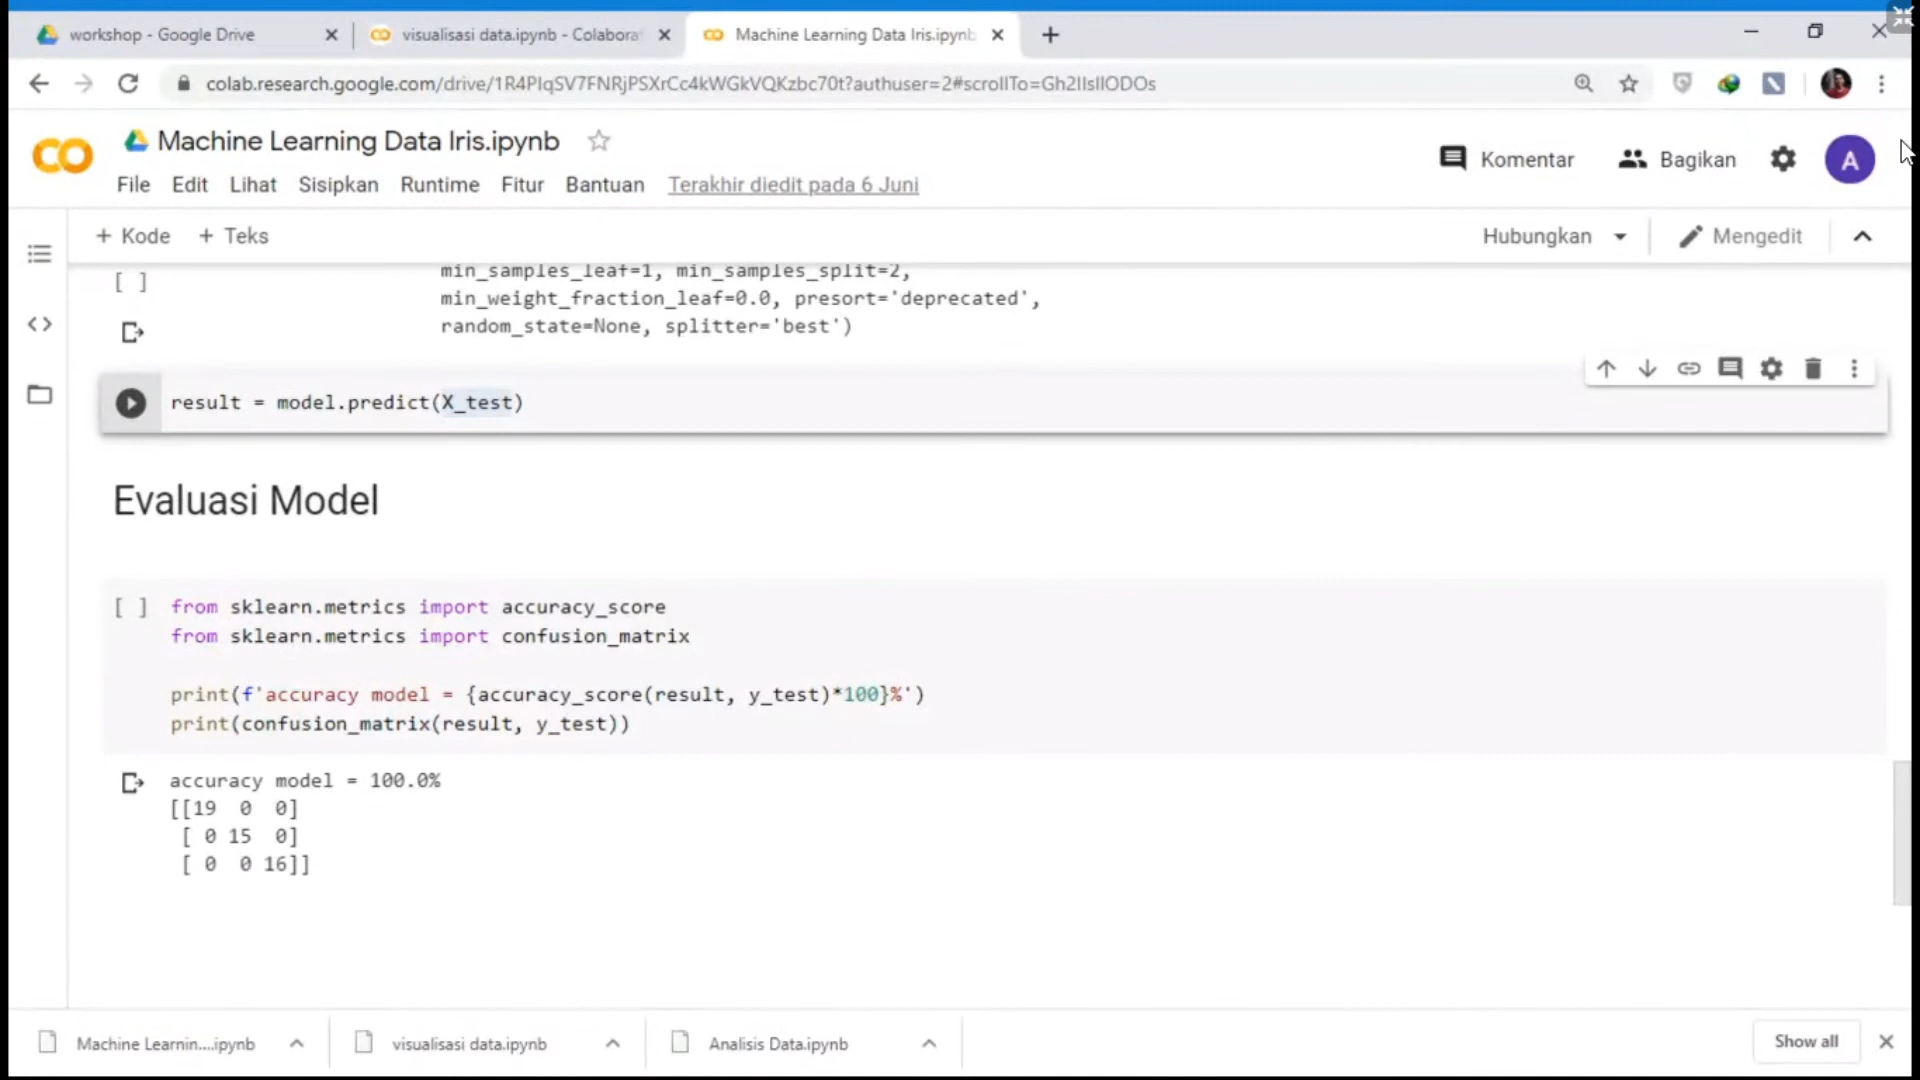 workshop - Google Drive
visualisasi data.ipynb - Colabora
Machine Learning Data Iris.ipynb
colab.research.google.com/drive/1R4PIqSV7FNRjPSXrCc4kWGkVQKzbc70t?authuser=2#scrollTo=Gh2IIsIlODOs
Machine Learning Data Iris.ipynb
Komentar
Bagikan
A
File Edit Lihat Sisipkan Runtime Fitur Bantuan Terakhir diedit pada 6 Juni
+ Kode + Teks
Hubungkan
Mengedit
min_samples_leaf=1, min_samples_split=2,
[ ]
min_weight_fraction_leaf=0.0, presort='deprecated',
random_state=None, splitter='best')
result = model.predict(X_test)
Evaluasi Model
[ ] from sklearn.metrics import accuracy_score
from sklearn.metrics import confusion_matrix
print(f'accuracy model = {accuracy_score(result, y_test)*100}%')
print(confusion_matrix(result, y_test))
accuracy model = 100.0%
[[19 0 0]
[ 0 15 0]
[ 0 0 16]]
Machine Learnin....ipynb
visualisasi data.ipynb
Analisis Data.ipynb
Show all